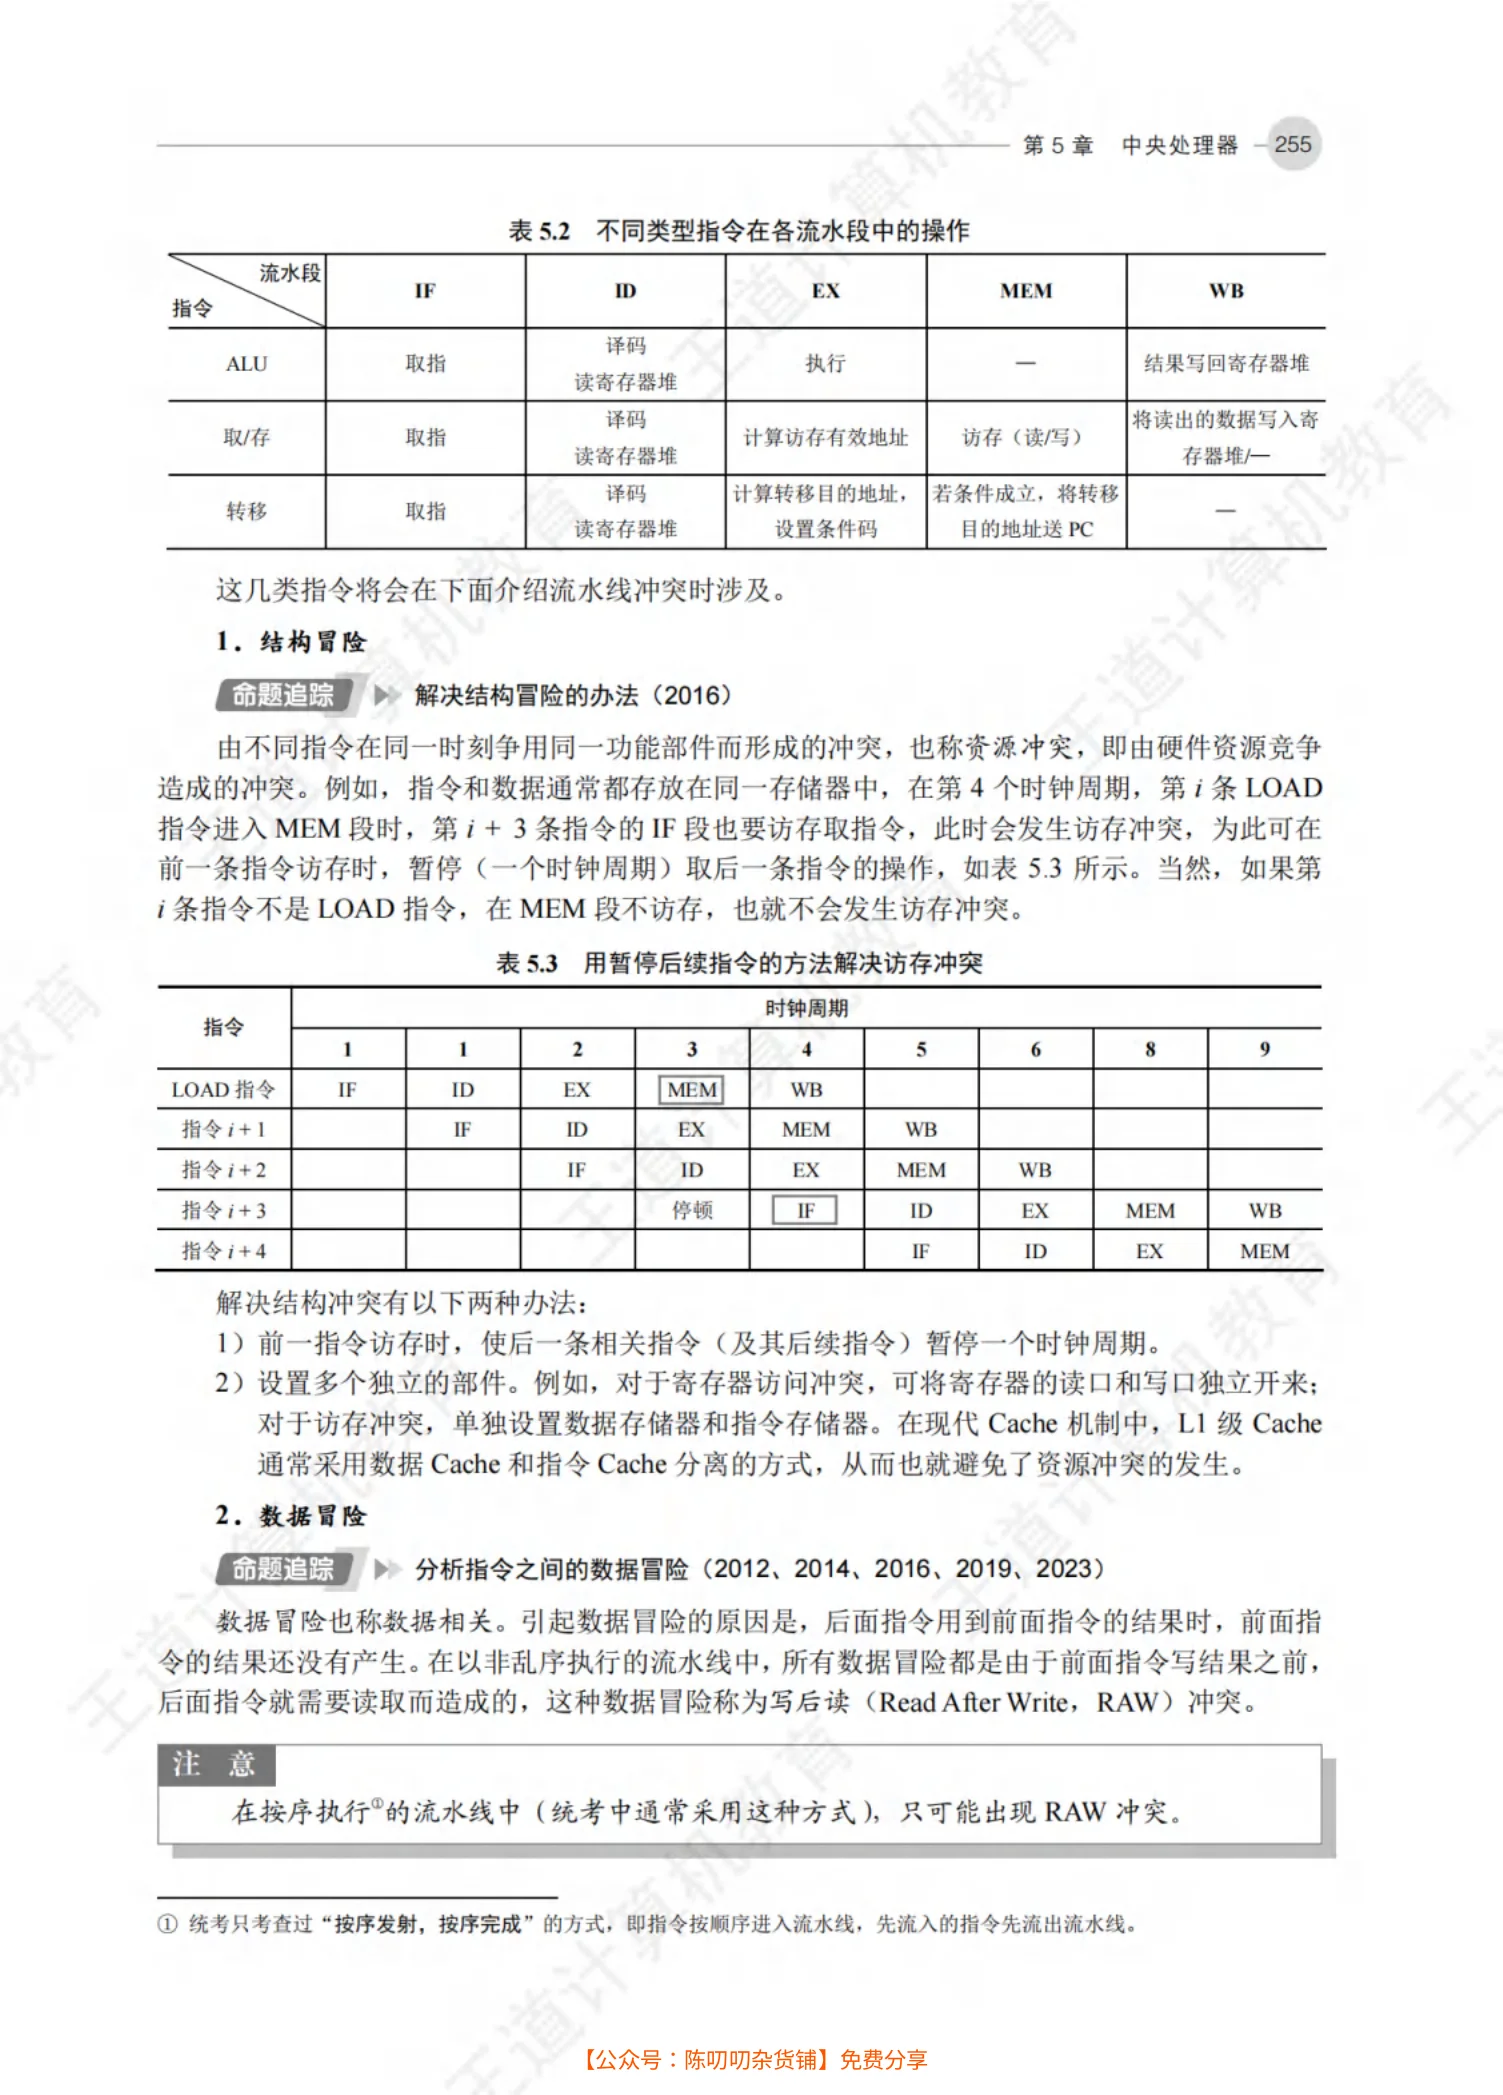 第 5 章 中央处理器 255
表 5.2 不同类型指令在各流水段中的操作
流水段
指令
IF ID EX MEM WB
ALU 取指 译码 读寄存器堆 执行 — 结果写回寄存器堆
取/存 取指 译码 读寄存器堆 计算访存有效地址 访存（读/写） 将读出的数据写入寄存器堆/—
转移 取指 译码 读寄存器堆 计算转移目的地址，设置条件码 若条件成立，将转移目的地址送 PC —
这几类指令将会在下面介绍流水线冲突时涉及。
1．结构冒险
命题追踪 解决结构冒险的办法（2016）
由不同指令在同一时刻争用同一功能部件而形成的冲突，也称资源冲突，即由硬件资源竞争
造成的冲突。例如，指令和数据通常都存放在同一存储器中，在第 4 个时钟周期，第 i 条 LOAD
指令进入 MEM 段时，第 i + 3 条指令的 IF 段也要访存取指令，此时会发生访存冲突，为此可在
前一条指令访存时，暂停（一个时钟周期）取后一条指令的操作，如表 5.3 所示。当然，如果第
i 条指令不是 LOAD 指令，在 MEM 段不访存，也就不会发生访存冲突。
表 5.3 用暂停后续指令的方法解决访存冲突
指令 时钟周期
1 1 2 3 4 5 6 8 9
LOAD 指令 IF ID EX MEM WB
指令 i + 1 IF ID EX MEM WB
指令 i + 2 IF ID EX MEM WB
指令 i + 3 停顿 IF ID EX MEM WB
指令 i + 4 IF ID EX MEM
解决结构冲突有以下两种办法：
1）前一指令访存时，使后一条相关指令（及其后续指令）暂停一个时钟周期。
2）设置多个独立的部件。例如，对于寄存器访问冲突，可将寄存器的读口和写口独立开来；
对于访存冲突，单独设置数据存储器和指令存储器。在现代 Cache 机制中，L1 级 Cache
通常采用数据 Cache 和指令 Cache 分离的方式，从而也就避免了资源冲突的发生。
2．数据冒险
命题追踪 分析指令之间的数据冒险（2012、2014、2016、2019、2023）
数据冒险也称数据相关。引起数据冒险的原因是，后面指令用到前面指令的结果时，前面指
令的结果还没有产生。在以非乱序执行的流水线中，所有数据冒险都是由于前面指令写结果之前，
后面指令就需要读取而造成的，这种数据冒险称为写后读（Read After Write，RAW）冲突。
注 意
在按序执行①的流水线中（统考中通常采用这种方式），只可能出现 RAW 冲突。
① 统考只考查过“按序发射，按序完成”的方式，即指令按顺序进入流水线，先流入的指令先流出流水线。
【公众号：陈叨叨杂货铺】免费分享
王道计算机教育